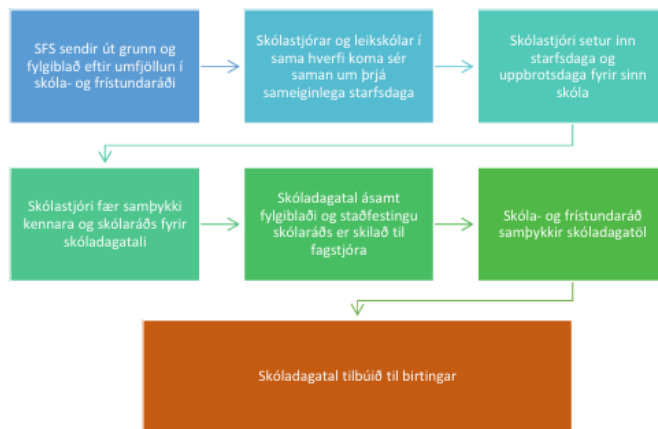 SFS sendir út grunn og
fylgiblað eftir umfjöllun í
skóla- og frístundaráði
Skólastjórar og leikskólar í
sama hverfi koma sér
saman um þrjá
sameiginlega starfsdaga
Skólastjóri setur inn
starfsdaga og
uppbrotsdaga fyrir sinn
skóla
Skólastjóri fær samþykki
kennara og skólaráðs fyrir
skóladagatali
Skóladagatal ásamt
fylgiblaði og staðfestingu
skólaráðs er skilað til
fagstjóra
Skóla- og frístundaráð
samþykkir skóladagatöl
Skóladagatal tilbúið til birtingar